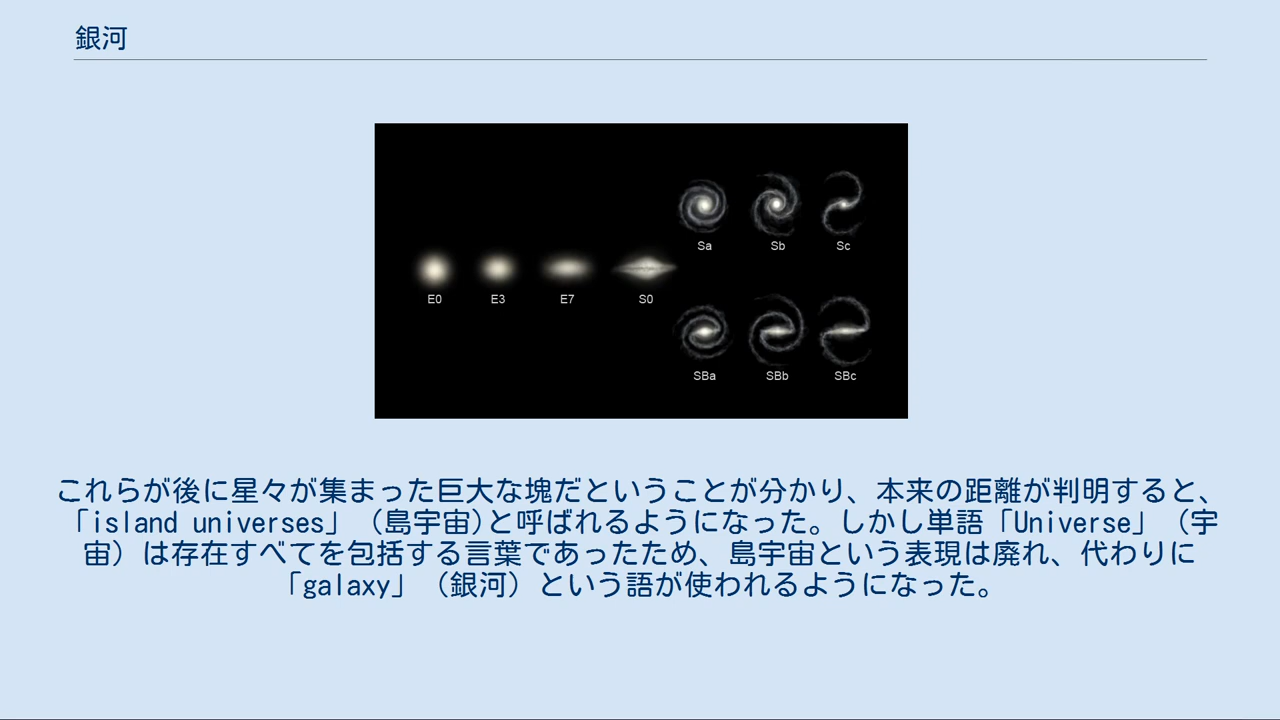 銀河
Sa Sb Sc
E0 E3 E7 S0
SBa SBb SBc
これらが後に星々が集まった巨大な塊だということが分かり、本来の距離が判明すると、
「island universes」（島宇宙)と呼ばれるようになった。しかし単語「Universe」（宇
宙）は存在すべてを包括する言葉であったため、島宇宙という表現は廃れ、代わりに
「galaxy」（銀河）という語が使われるようになった。